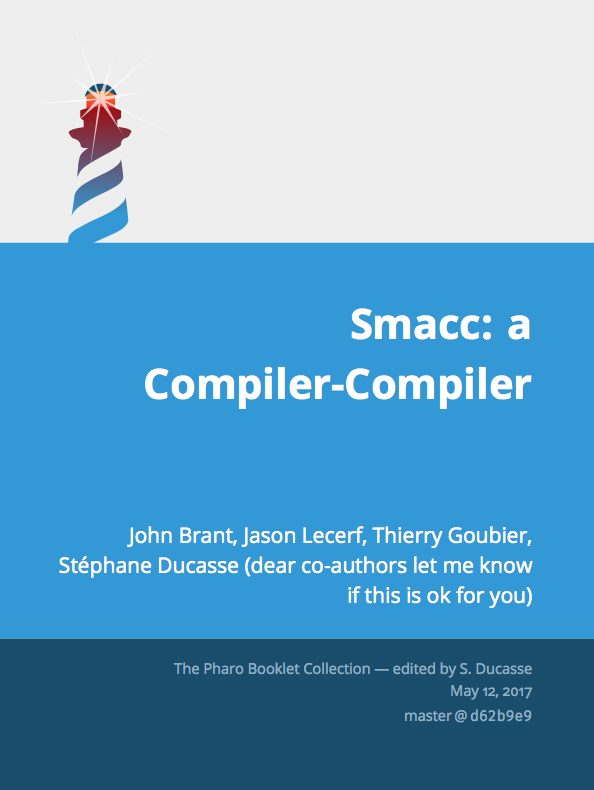 Smacc: a
Compiler-Compiler
John Brant, Jason Lecerf, Thierry Goubier,
Stéphane Ducasse (dear co-authors let me know
if this is ok for you)
The Pharo Booklet Collection — edited by S. Ducasse
May 12, 2017
master @ d62b9e9